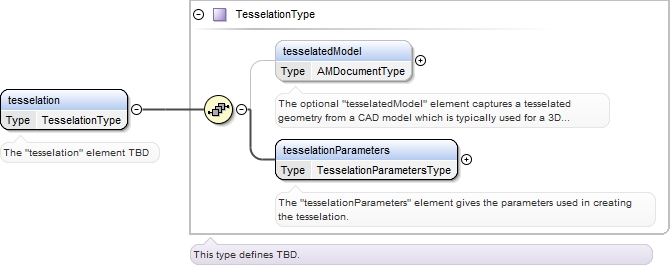 TesselationType
tesselatedModel
Type AMDocumentType
The optional "tesselatedModel" element captures a tesselated
geometry from a CAD model which is typically used for a 3D...
tesselation
Type TesselationType
The "tesselation" element TBD
tesselationParameters
Type TesselationParametersType
The "tesselationParameters" element gives the parameters used in creating
the tesselation.
This type defines TBD.